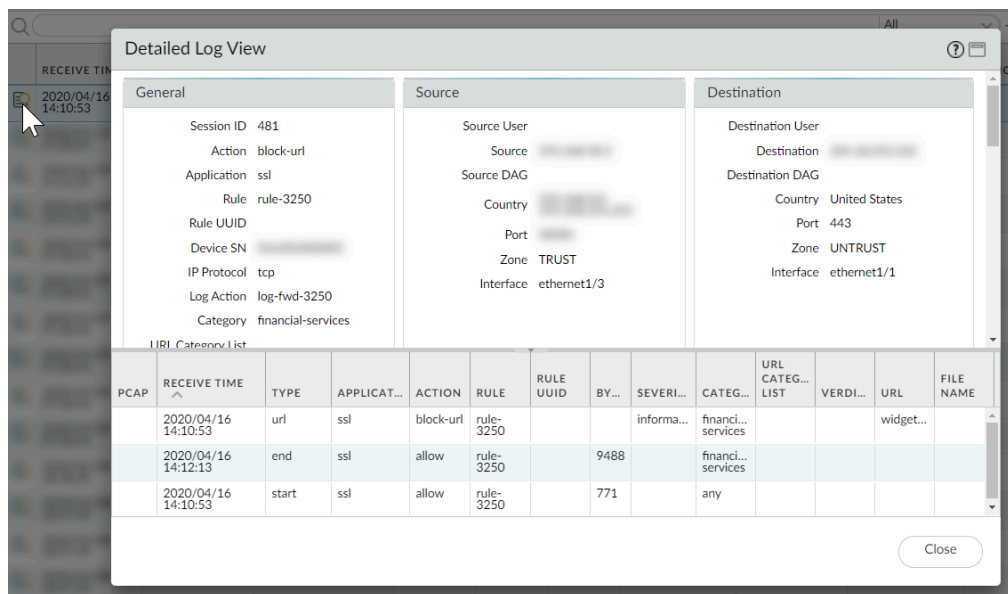 All
RECEIVE TIM
2020/04/16
14:10:53
Detailed Log View
General
Session ID 481
Action block-url
Application ssl
Rule rule-3250
Rule UUID
Device SN
IP Protocol tcp
Log Action log-fwd-3250
Category financial-services
URL Category List
Source
Source User
Source
Source DAG
Country
Port
Zone TRUST
Interface ethernet1/3
Destination
Destination User
Destination
Destination DAG
Country United States
Port 443
Zone UNTRUST
Interface ethernet1/1
PCAP RECEIVE TIME TYPE APPLICAT... ACTION RULE RULE UUID BY... SEVERI... CATEG... URL CATEG... LIST VERDI... URL FILE NAME
2020/04/16 14:10:53 url ssl block-url rule-3250 informa... financi... services widget...
2020/04/16 14:12:13 end ssl allow rule-3250 9488 financi... services
2020/04/16 14:10:53 start ssl allow rule-3250 771 any
Close